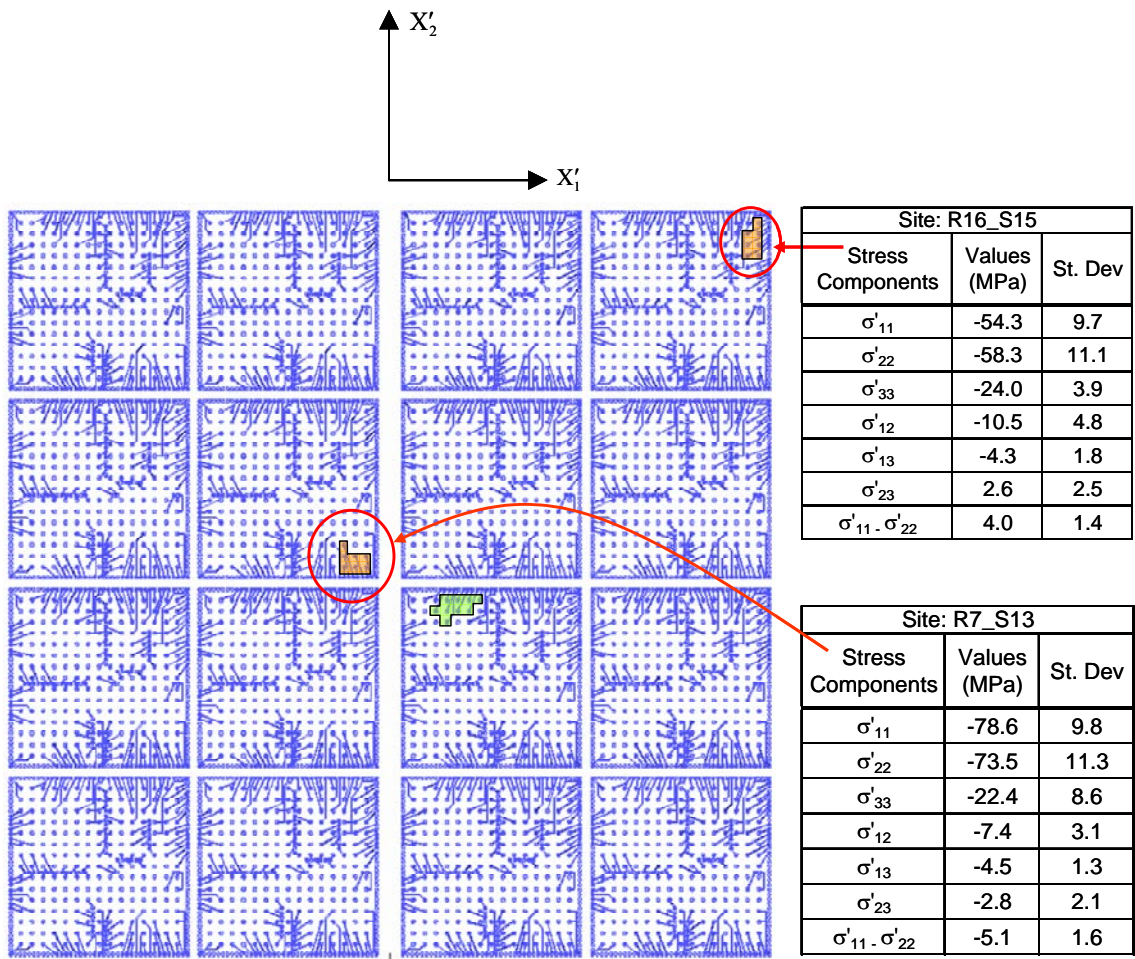 X′₂
X′₁
Site: R16_S15
Stress Components Values (MPa) St. Dev
σ'₁₁ -54.3 9.7
σ'₂₂ -58.3 11.1
σ'₃₃ -24.0 3.9
σ'₁₂ -10.5 4.8
σ'₁₃ -4.3 1.8
σ'₂₃ 2.6 2.5
σ'₁₁ - σ'₂₂ 4.0 1.4
Site: R7_S13
Stress Components Values (MPa) St. Dev
σ'₁₁ -78.6 9.8
σ'₂₂ -73.5 11.3
σ'₃₃ -22.4 8.6
σ'₁₂ -7.4 3.1
σ'₁₃ -4.5 1.3
σ'₂₃ -2.8 2.1
σ'₁₁ - σ'₂₂ -5.1 1.6